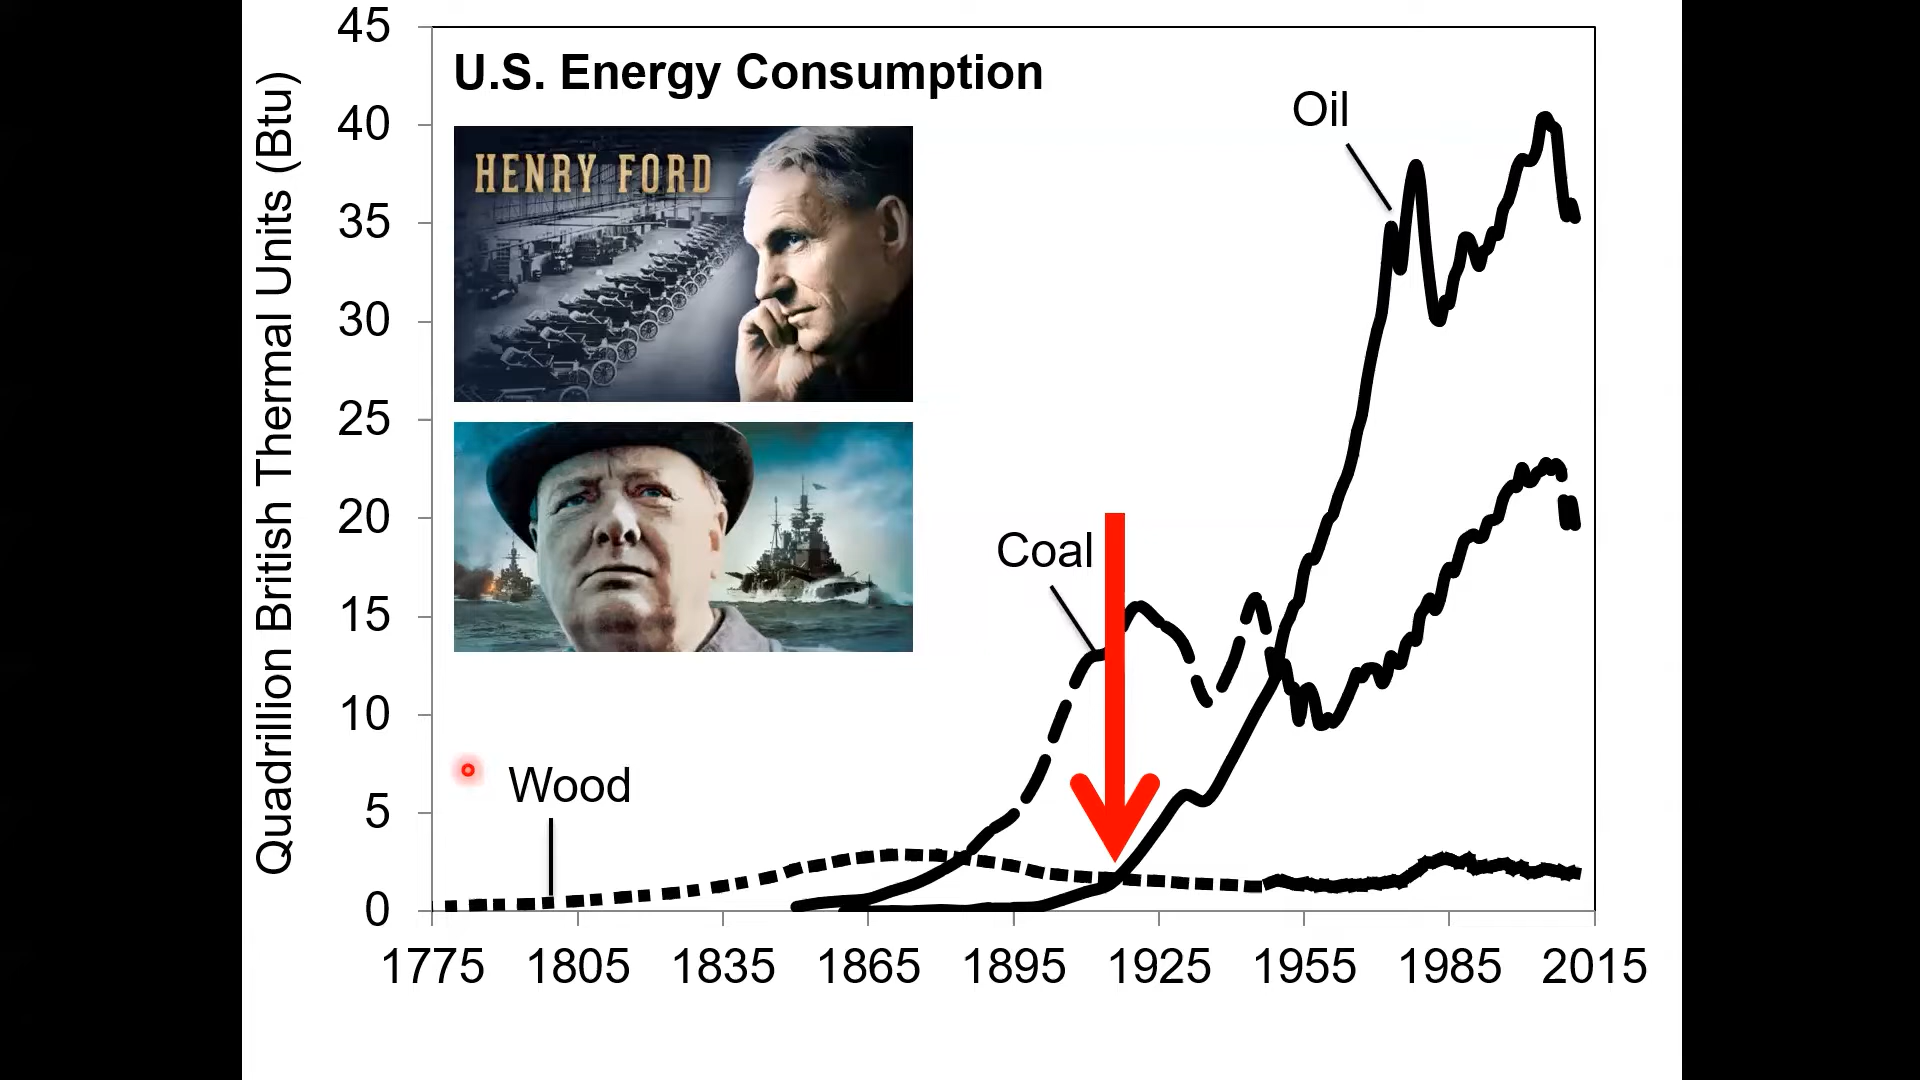 U.S. Energy Consumption
HENRY FORD
Quadrillion British Thermal Units (Btu)
45
40
35
30
25
20
15
10
5
0
Oil
Coal
Wood
1775 1805 1835 1865 1895 1925 1955 1985 2015